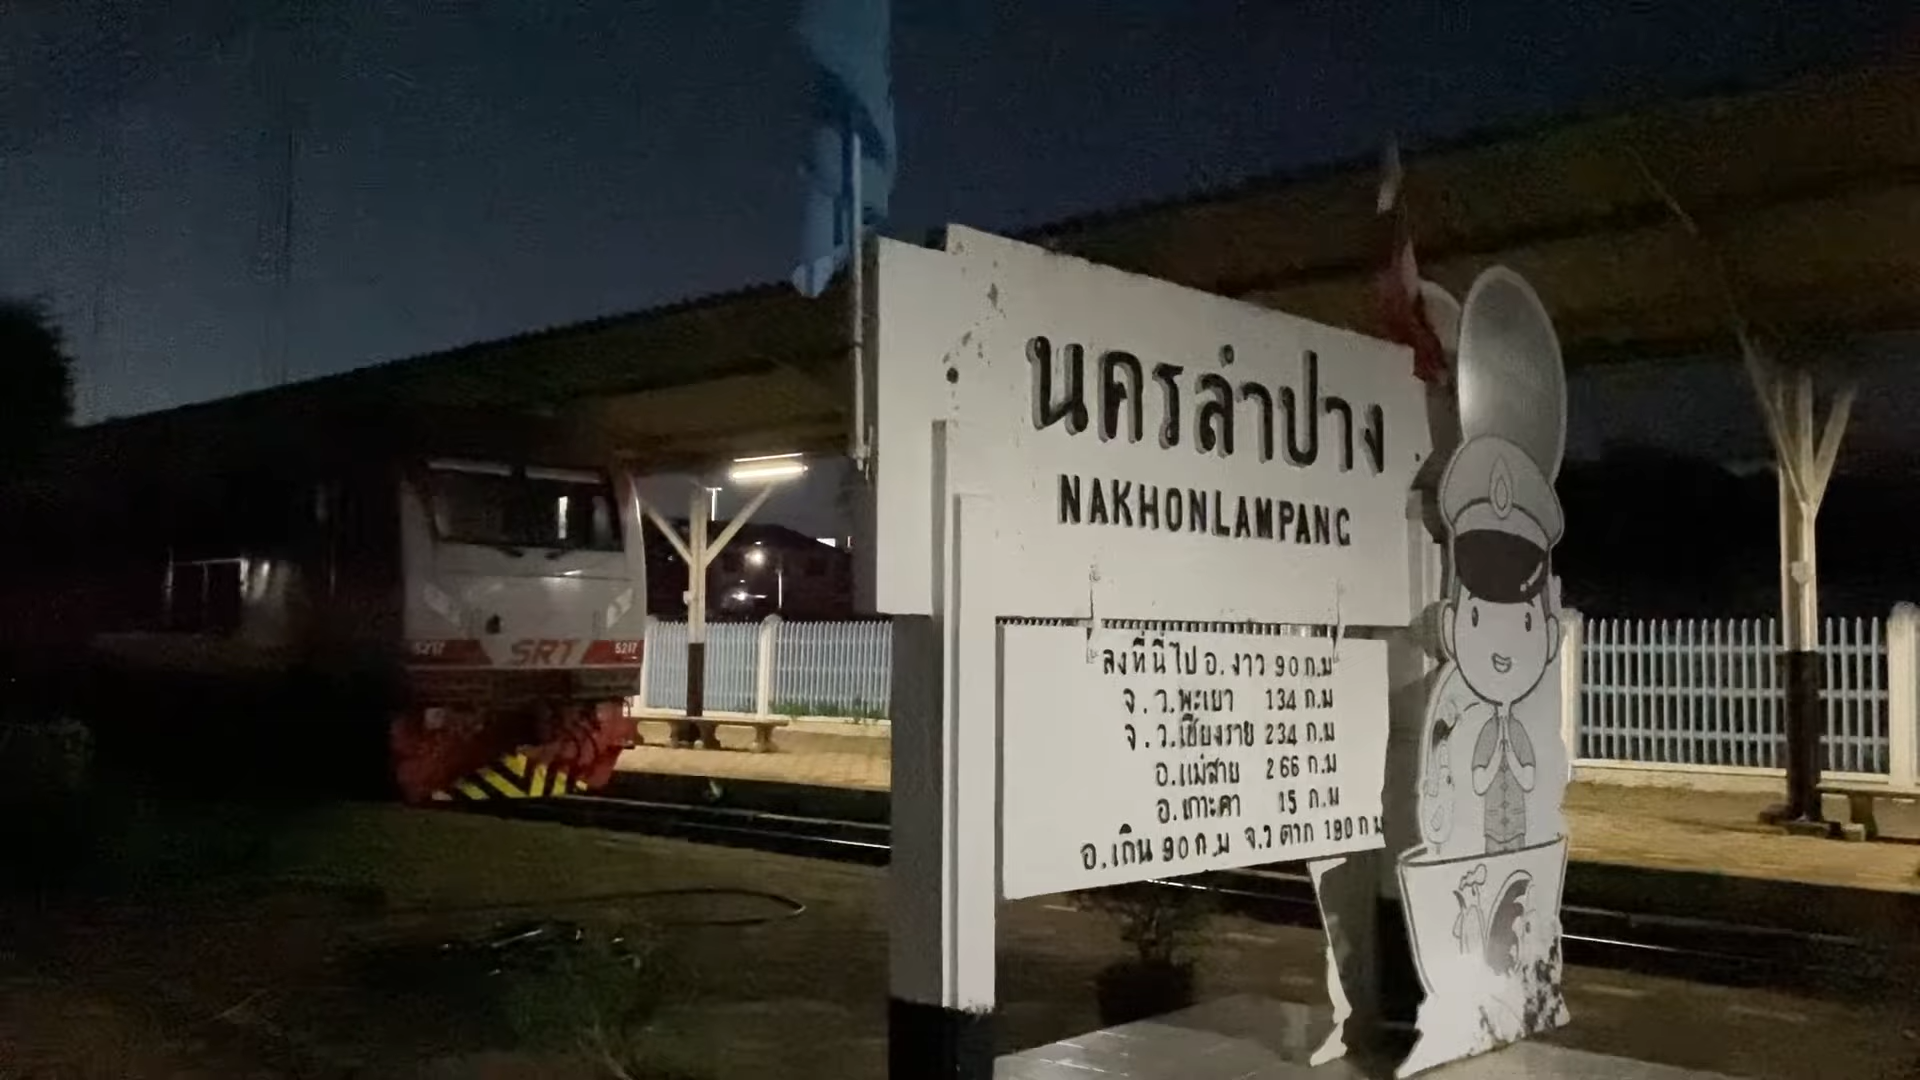 นครลำปาง
NAKHONLAMPANG
ลงที่นี่ไป อ.งาว 90 ก.ม
จ.ว.พะเยา 134 ก.ม
จ.ว.เชียงราย 234 ก.ม
อ.แม่สาย 266 ก.ม
อ.เกาะคา 15 ก.ม
อ.เถิน 90 ก.ม จ.ว ตาก 190 ก.ม
5217 SRT 5217